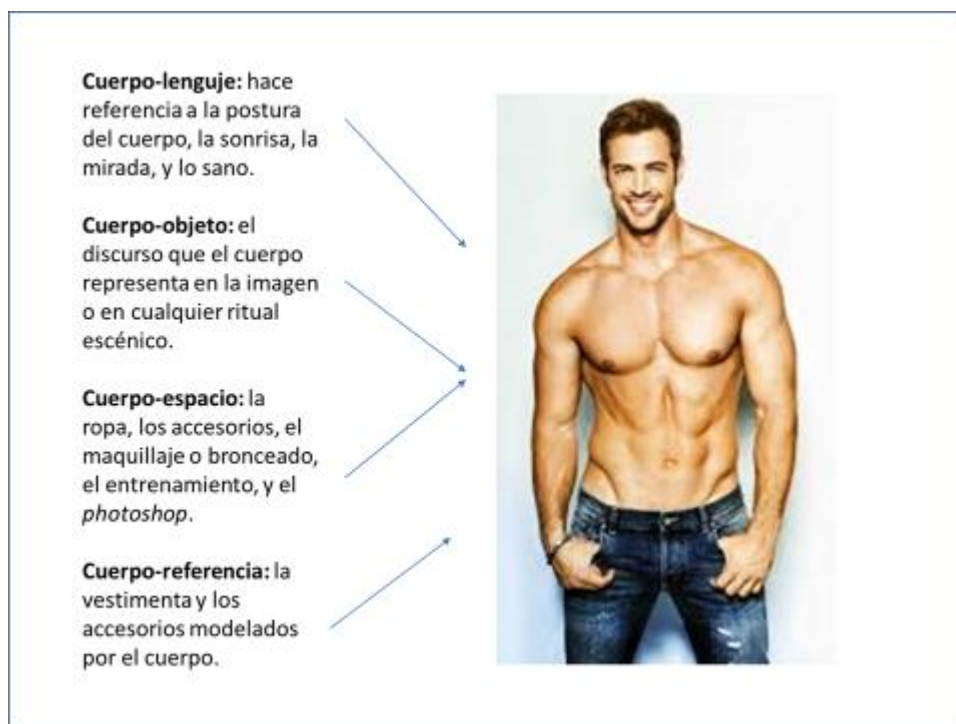 Cuerpo-lenguje: hace
referencia a la postura
del cuerpo, la sonrisa, la
mirada, y lo sano.
Cuerpo-objeto: el
discurso que el cuerpo
representa en la imagen
o en cualquier ritual
escénico.
Cuerpo-espacio: la
ropa, los accesorios, el
maquillaje o bronceado,
el entrenamiento, y el
photoshop.
Cuerpo-referencia: la
vestimenta y los
accesorios modelados
por el cuerpo.